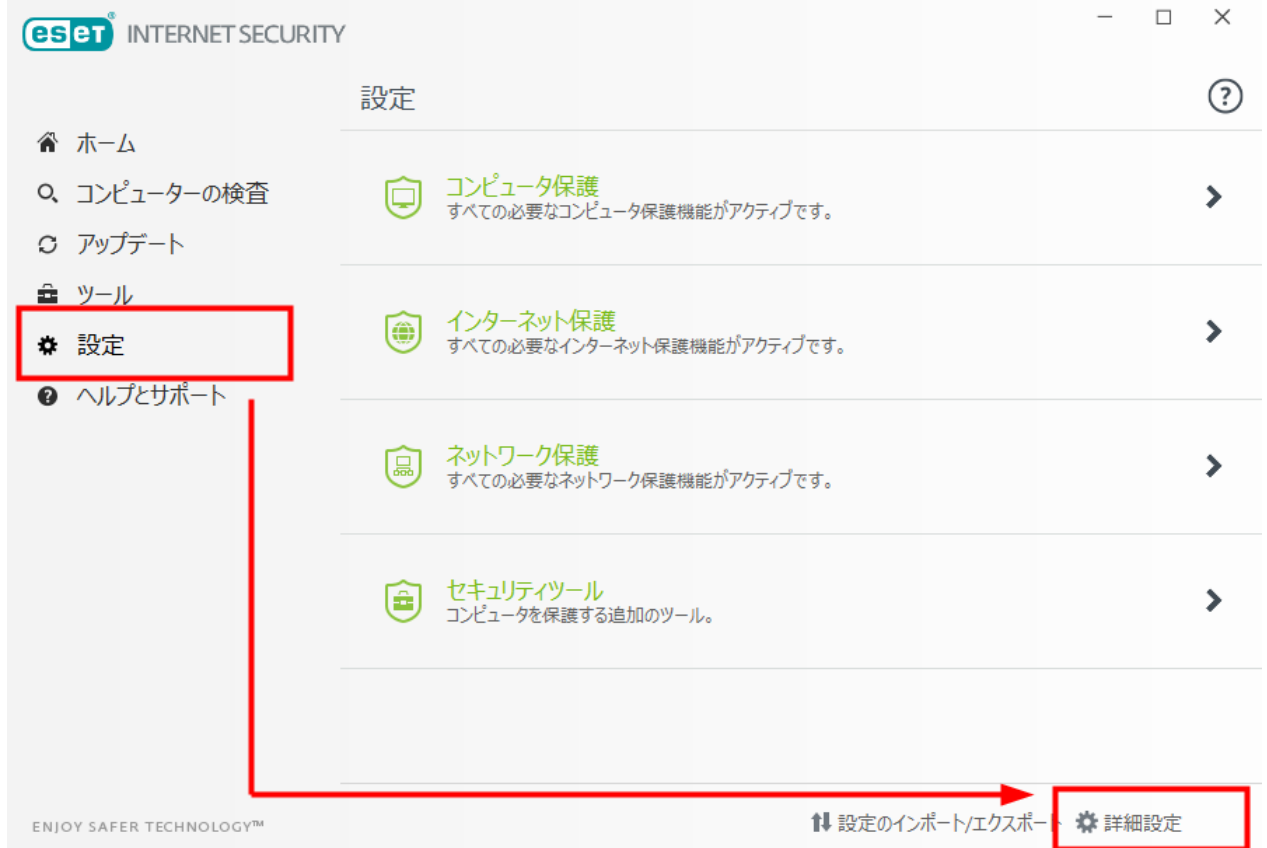 eset INTERNET SECURITY
設定
ホーム
コンピューターの検査
アップデート
ツール
設定
ヘルプとサポート
コンピュータ保護
すべての必要なコンピュータ保護機能がアクティブです。
インターネット保護
すべての必要なインターネット保護機能がアクティブです。
ネットワーク保護
すべての必要なネットワーク保護機能がアクティブです。
セキュリティツール
コンピュータを保護する追加のツール。
ENJOY SAFER TECHNOLOGY™
設定のインポート/エクスポート 詳細設定